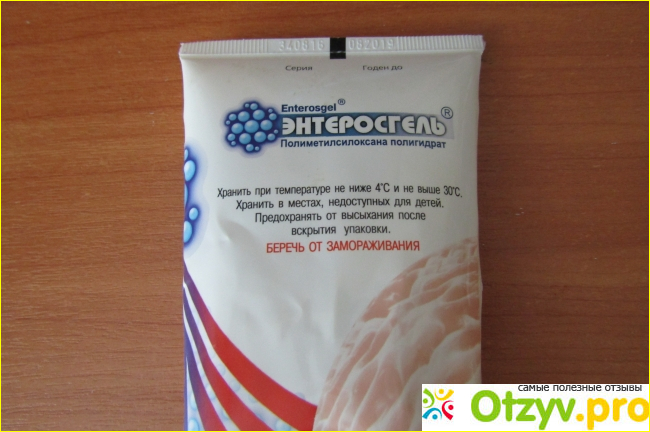 340816 082019
Серия Годен до
Enterosgel®
ЭНТЕРОСГЕЛЬ®
Полиметилсилоксана полигидрат
Хранить при температуре не ниже 4°С и не выше 30°С.
Хранить в местах, недоступных для детей.
Предохранять от высыхания после
вскрытия упаковки.
БЕРЕЧЬ ОТ ЗАМОРАЖИВАНИЯ
самые полезные отзывы
Otzyv.pro